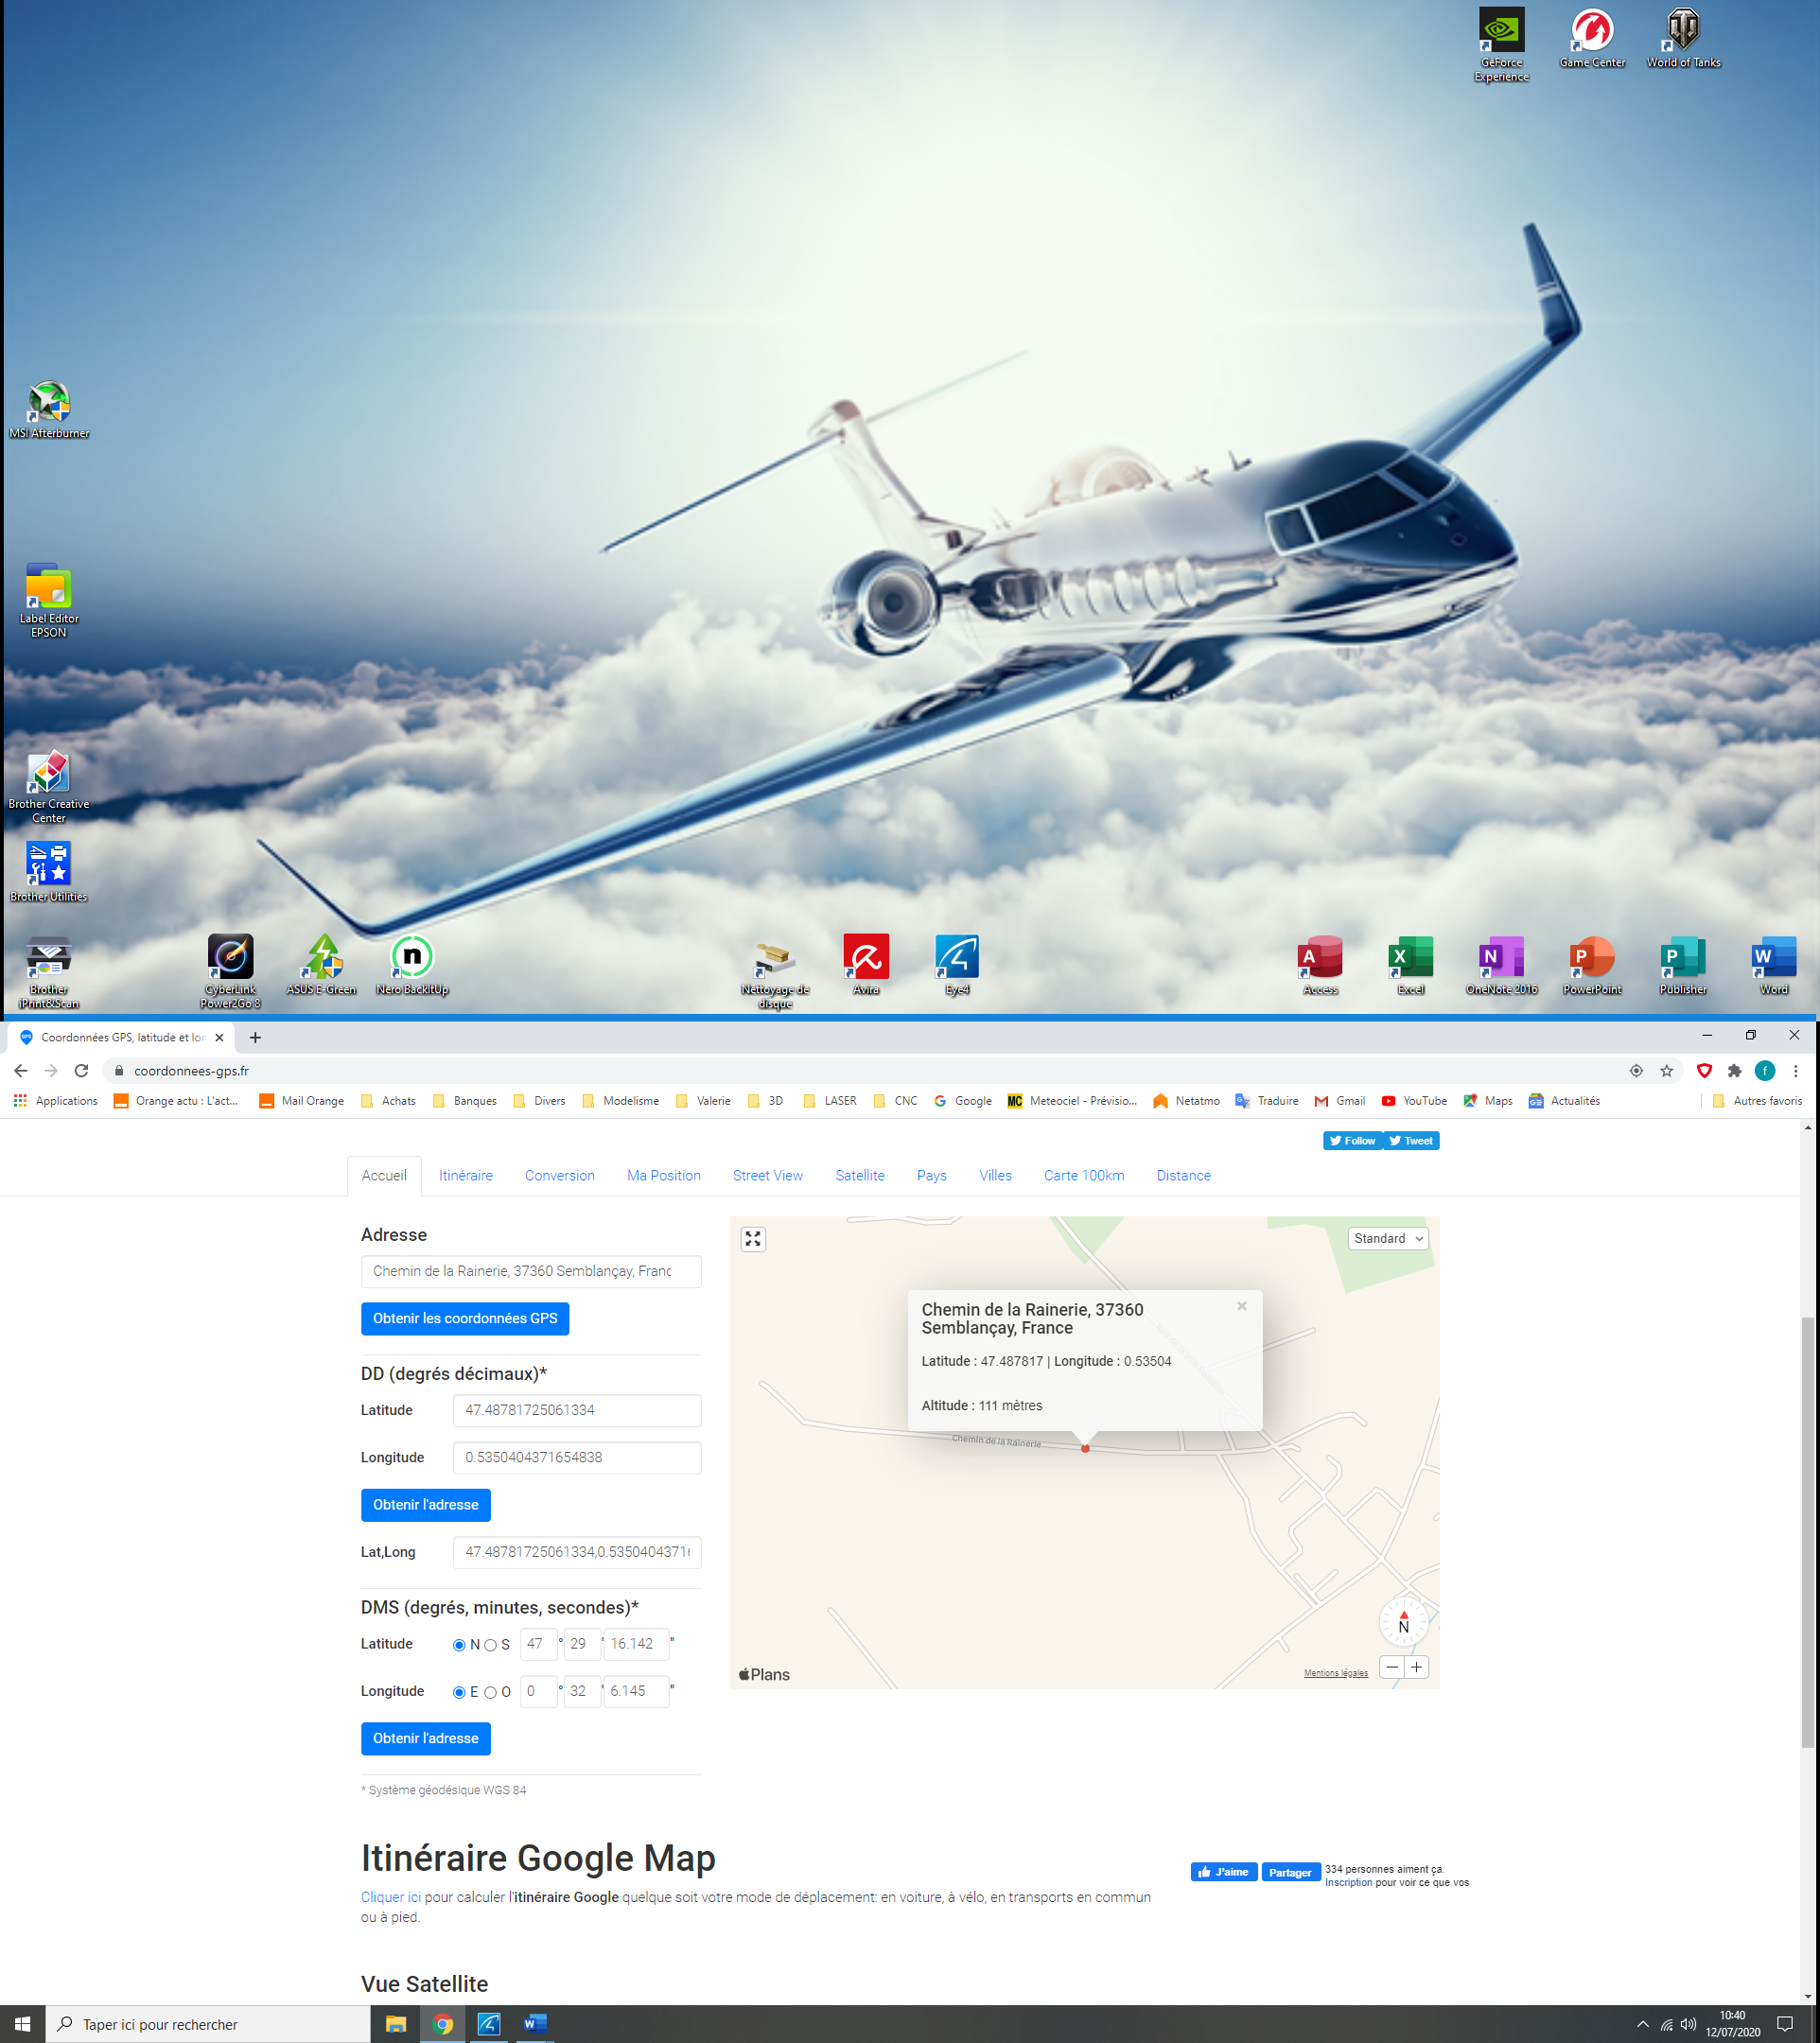 GeForce
Experience
Game Center
World of Tanks
MSI Afterburner
Label Editor
EPSON
Brother Creative
Center
Brother Utilities
Brother
iPrint&Scan
CyberLink
Power2Go 8
ASUS E-Green
Nero BackItUp
Nettoyage de
disque
Avira
Eye4
Access
Excel
OneNote 2016
PowerPoint
Publisher
Word
Coordonnées GPS, latitude et lon
coordonnees-gps.fr
Applications
Orange actu : L'act...
Mail Orange
Achats
Banques
Divers
Modelisme
Valerie
3D
LASER
CNC
Google
Meteociel - Prévisio...
Netatmo
Traduire
Gmail
YouTube
Maps
Actualités
Autres favoris
Follow
Tweet
Accueil
Itinéraire
Conversion
Ma Position
Street View
Satellite
Pays
Villes
Carte 100km
Distance
Adresse
Chemin de la Rainerie, 37360 Semblançay, Franc
Obtenir les coordonnées GPS
DD (degrés décimaux)*
Latitude 47.48781725061334
Longitude 0.5350404371654838
Obtenir l'adresse
Lat,Long 47.48781725061334,0.53504043716
DMS (degrés, minutes, secondes)*
Latitude N S 47 ° 29 ' 16.142 "
Longitude E O 0 ° 32 ' 6.145 "
Obtenir l'adresse
* Système géodésique WGS 84
Standard
Chemin de la Rainerie, 37360
Semblançay, France
Latitude : 47.487817 | Longitude : 0.53504
Altitude : 111 mètres
Chemin de la Rainerie
N
Plans
Mentions légales
Itinéraire Google Map
Cliquer ici pour calculer l'itinéraire Google quelque soit votre mode de déplacement: en voiture, à vélo, en transports en commun
ou à pied.
J'aime
Partager
334 personnes aiment ça.
Inscription pour voir ce que vos
Vue Satellite
Taper ici pour rechercher
10:40
12/07/2020